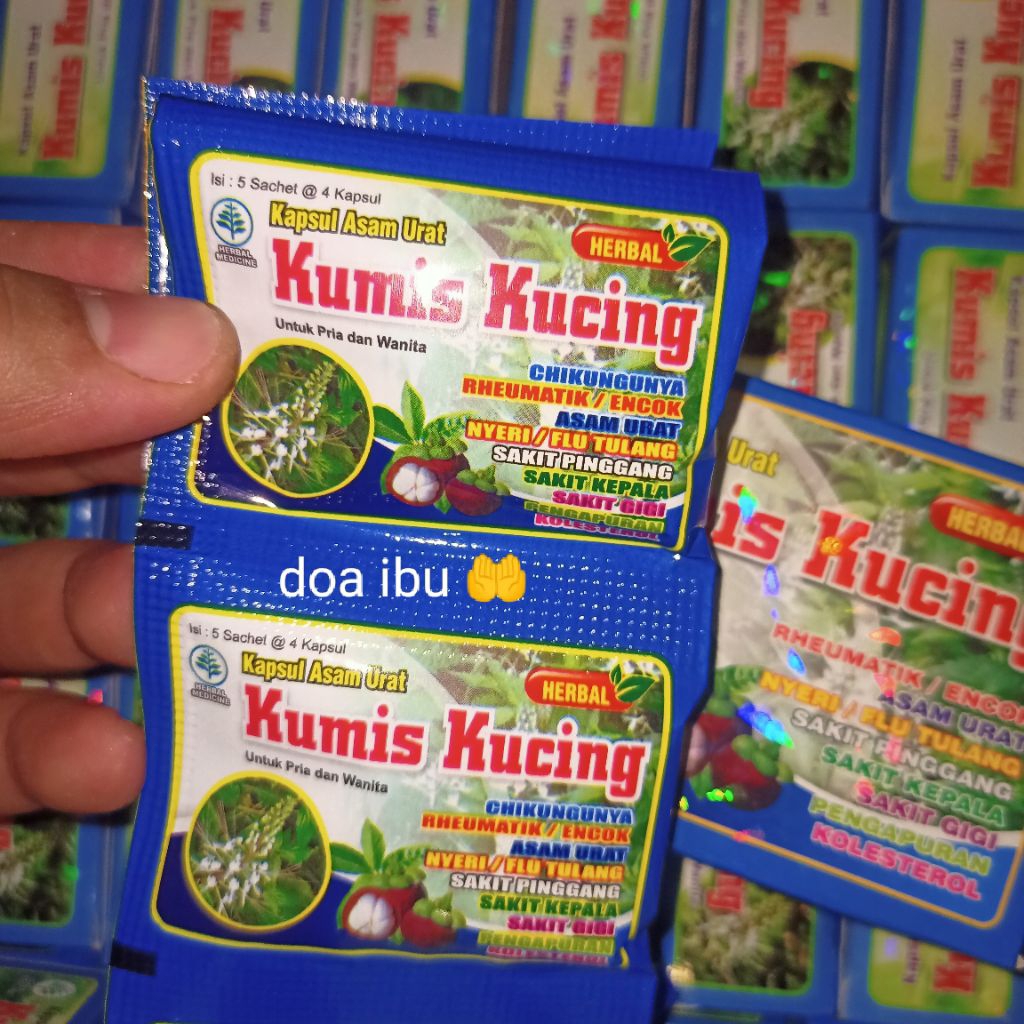 Isi : 5 Sachet @ 4 Kapsul
Kapsul Asam Urat
HERBAL
HERBAL MEDICINE
Kumis Kucing
Untuk Pria dan Wanita
CHIKUNGUNYA
RHEUMATIK / ENCOK
ASAM URAT
NYERI / FLU TULANG
SAKIT PINGGANG
SAKIT KEPALA
SAKIT GIGI
PENGAPURAN
KOLESTEROL
doa ibu 🤲
Isi : 5 Sachet @ 4 Kapsul
Kapsul Asam Urat
HERBAL
HERBAL MEDICINE
Kumis Kucing
Untuk Pria dan Wanita
CHIKUNGUNYA
RHEUMATIK / ENCOK
ASAM URAT
NYERI / FLU TULANG
SAKIT PINGGANG
SAKIT KEPALA
SAKIT GIGI
PENGAPURAN
KOLESTEROL
Urat
HERBAL
is Kucing
RHEUMATIK / ENCOK
ASAM URAT
NYERI / FLU TULANG
SAKIT PINGGANG
SAKIT KEPALA
SAKIT GIGI
PENGAPURAN
KOLESTEROL